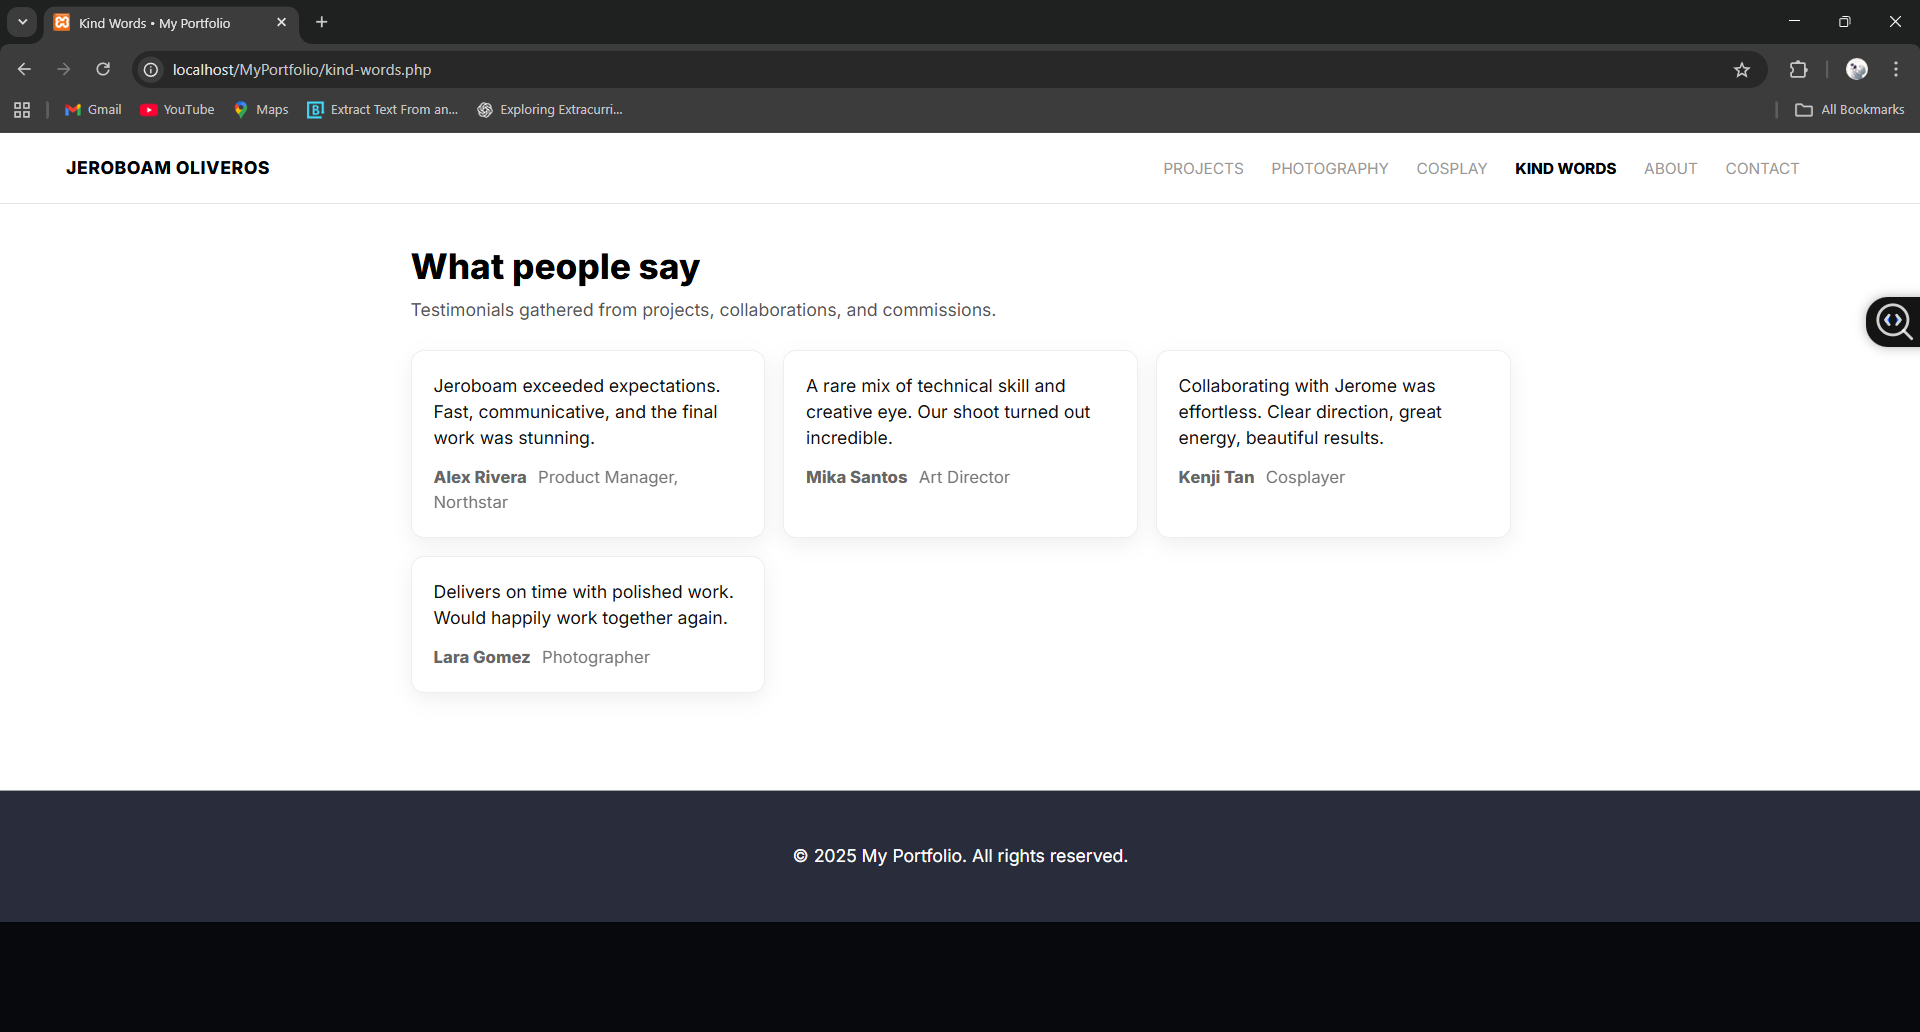 Kind Words • My Portfolio
localhost/MyPortfolio/kind-words.php
Gmail
YouTube
Maps
Extract Text From an...
Exploring Extracurri...
All Bookmarks
JEROBOAM OLIVEROS
PROJECTS
PHOTOGRAPHY
COSPLAY
KIND WORDS
ABOUT
CONTACT
What people say
Testimonials gathered from projects, collaborations, and commissions.
Jeroboam exceeded expectations.
Fast, communicative, and the final
work was stunning.
Alex Rivera Product Manager,
Northstar
A rare mix of technical skill and
creative eye. Our shoot turned out
incredible.
Mika Santos Art Director
Collaborating with Jerome was
effortless. Clear direction, great
energy, beautiful results.
Kenji Tan Cosplayer
Delivers on time with polished work.
Would happily work together again.
Lara Gomez Photographer
© 2025 My Portfolio. All rights reserved.